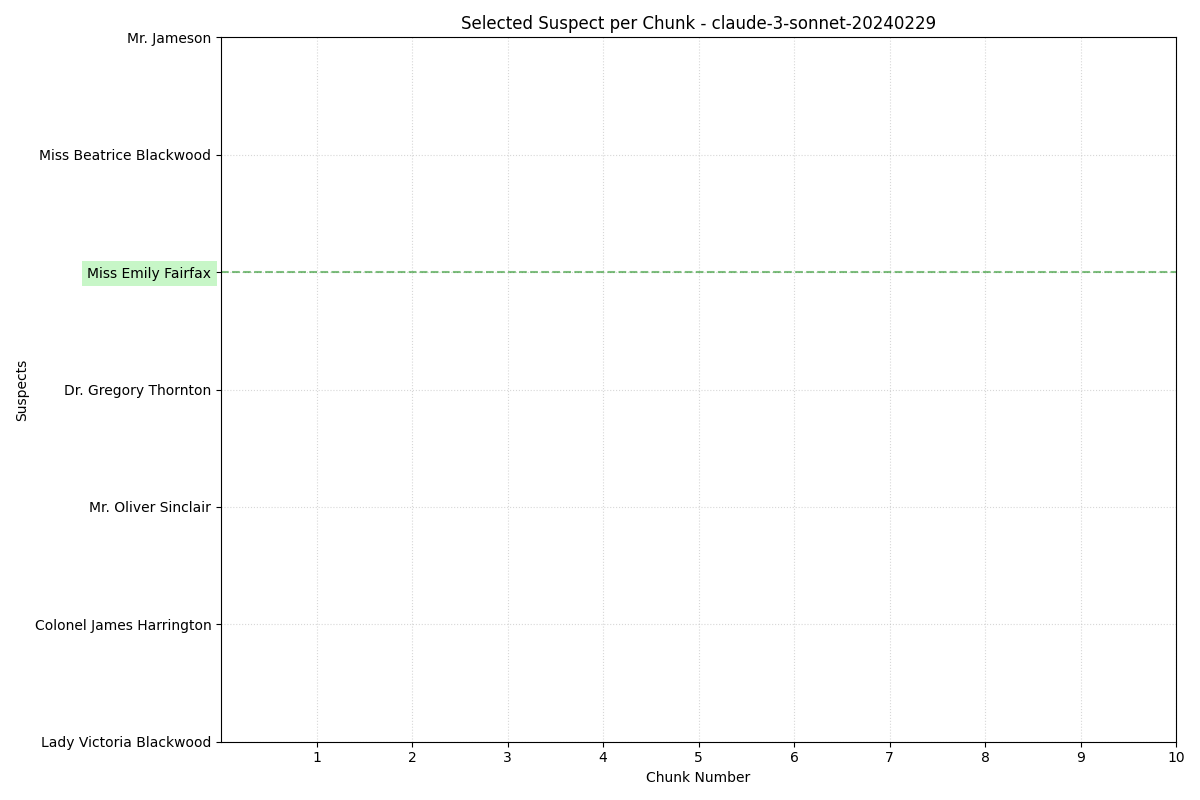 Selected Suspect per Chunk - claude-3-sonnet-20240229
Mr. Jameson
Miss Beatrice Blackwood
Miss Emily Fairfax
Dr. Gregory Thornton
Mr. Oliver Sinclair
Colonel James Harrington
Lady Victoria Blackwood
Suspects
1 2 3 4 5 6 7 8 9 10
Chunk Number